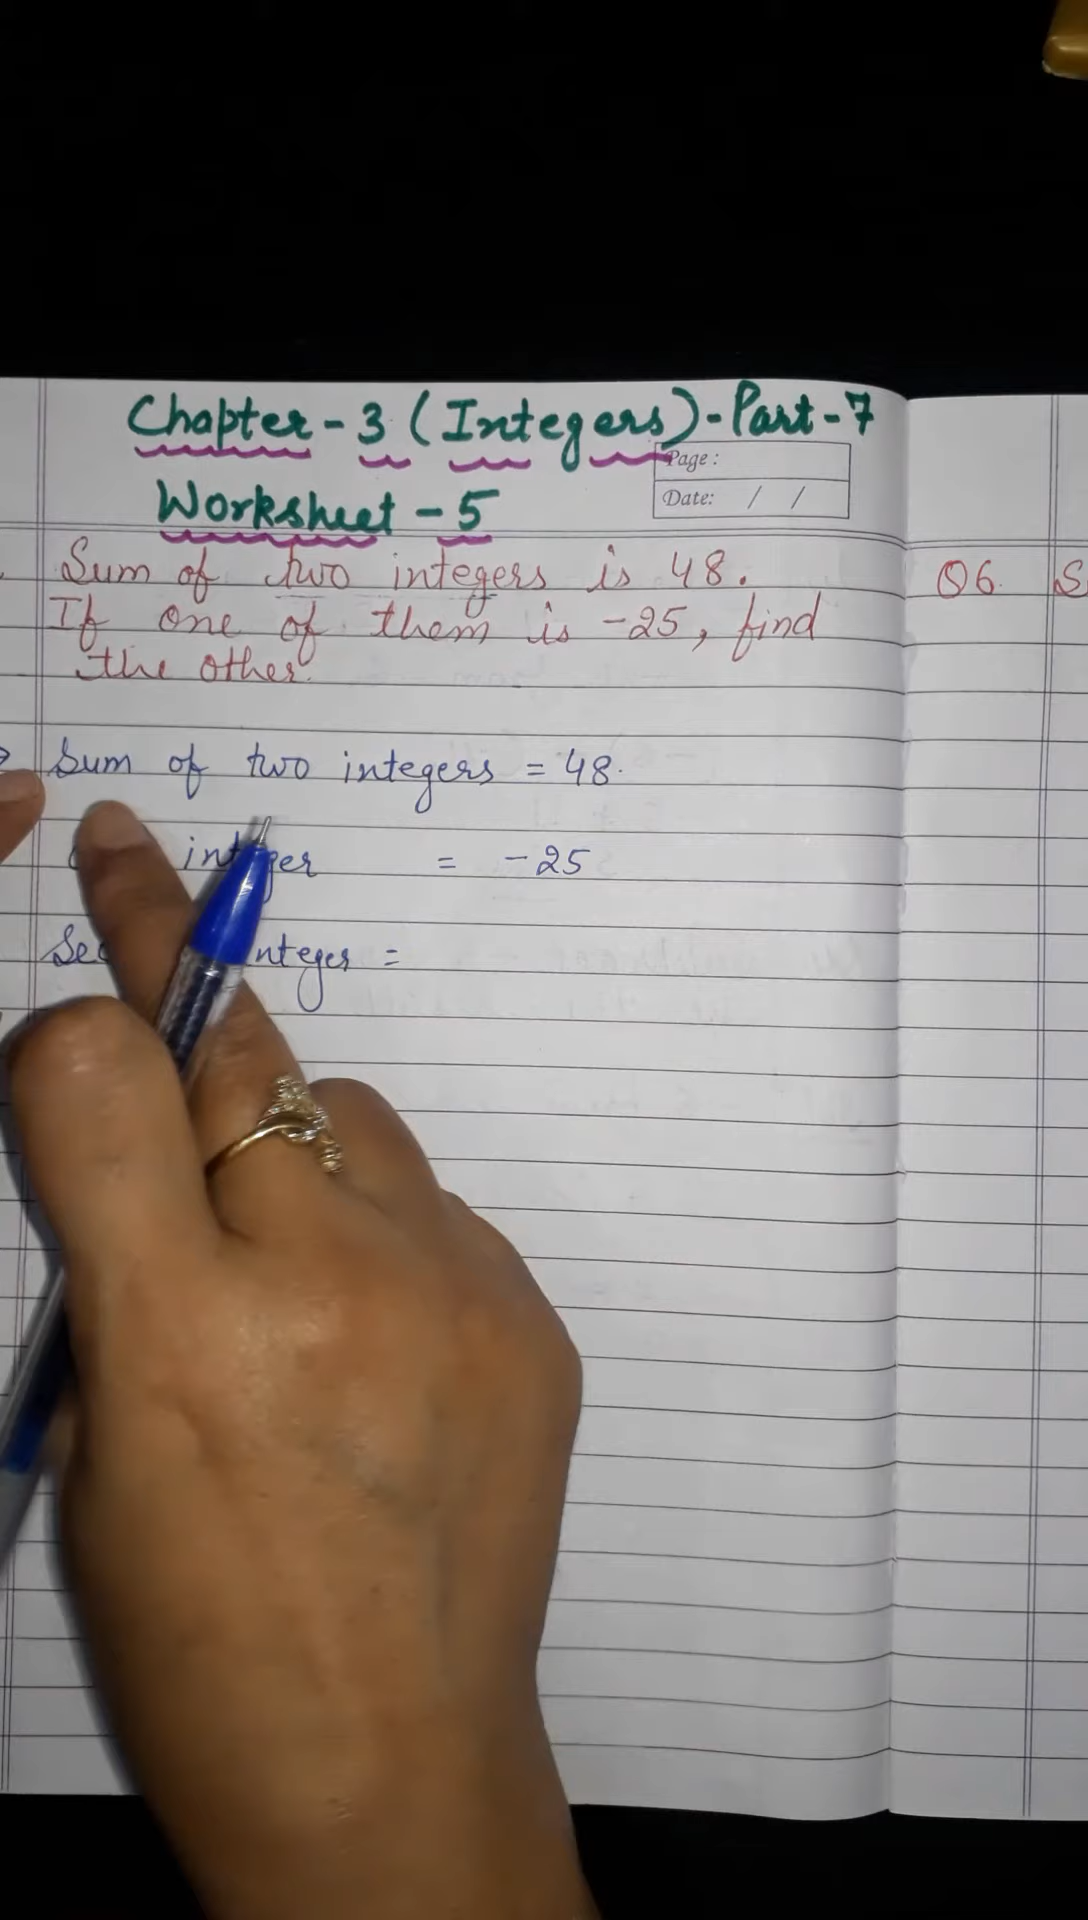 Chapter - 3 (Integers) - Part - 7
Page :
Date: / /
Worksheet - 5
Sum of two integers is 48.
If one of them is -25, find
the other.
Sum of two integers = 48.
integer = -25
integer =
Q6.